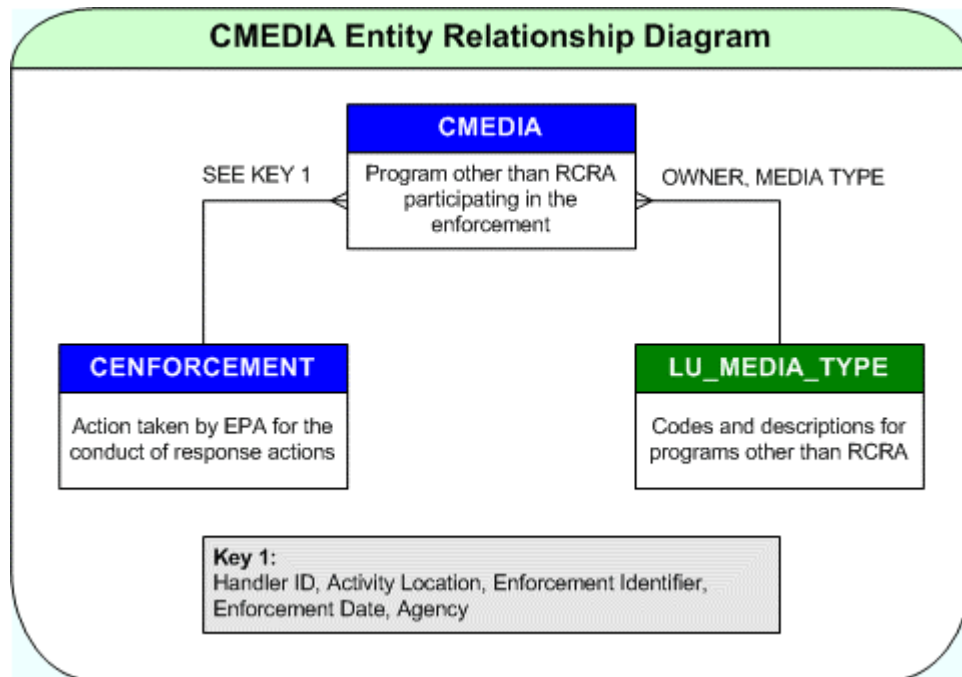 CMEDIA Entity Relationship Diagram
CMEDIA
Program other than RCRA
participating in the
enforcement
SEE KEY 1
OWNER, MEDIA TYPE
CENFORCEMENT
Action taken by EPA for the
conduct of response actions
LU_MEDIA_TYPE
Codes and descriptions for
programs other than RCRA
Key 1:
Handler ID, Activity Location, Enforcement Identifier,
Enforcement Date, Agency